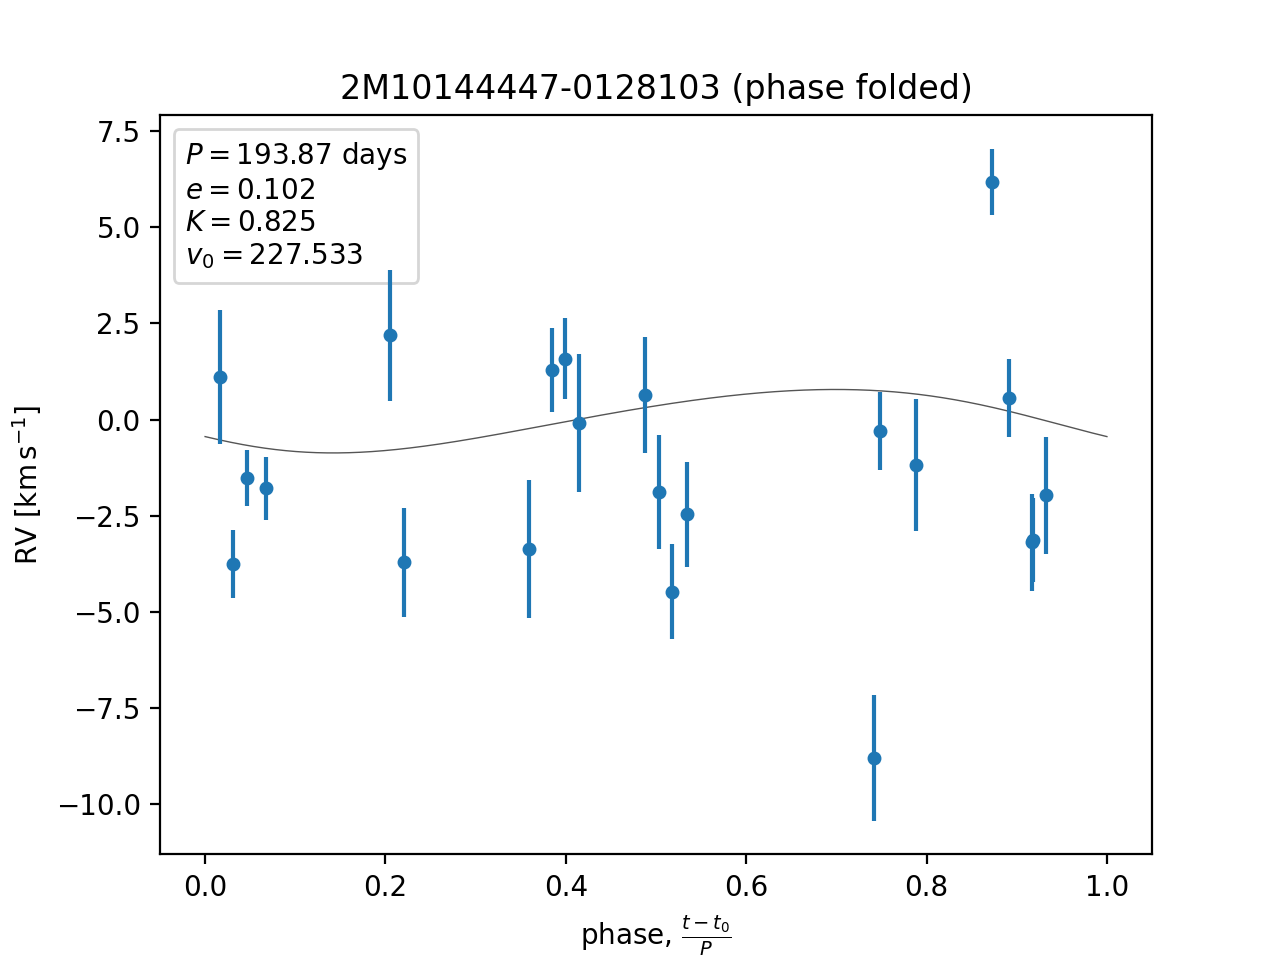 2M10144447-0128103 (phase folded)
P = 193.87 days
e = 0.102
K = 0.825
v₀ = 227.533
RV [km s⁻¹]
7.5
5.0
2.5
0.0
−2.5
−5.0
−7.5
−10.0
0.0 0.2 0.4 0.6 0.8 1.0
phase, (t − t₀)/P